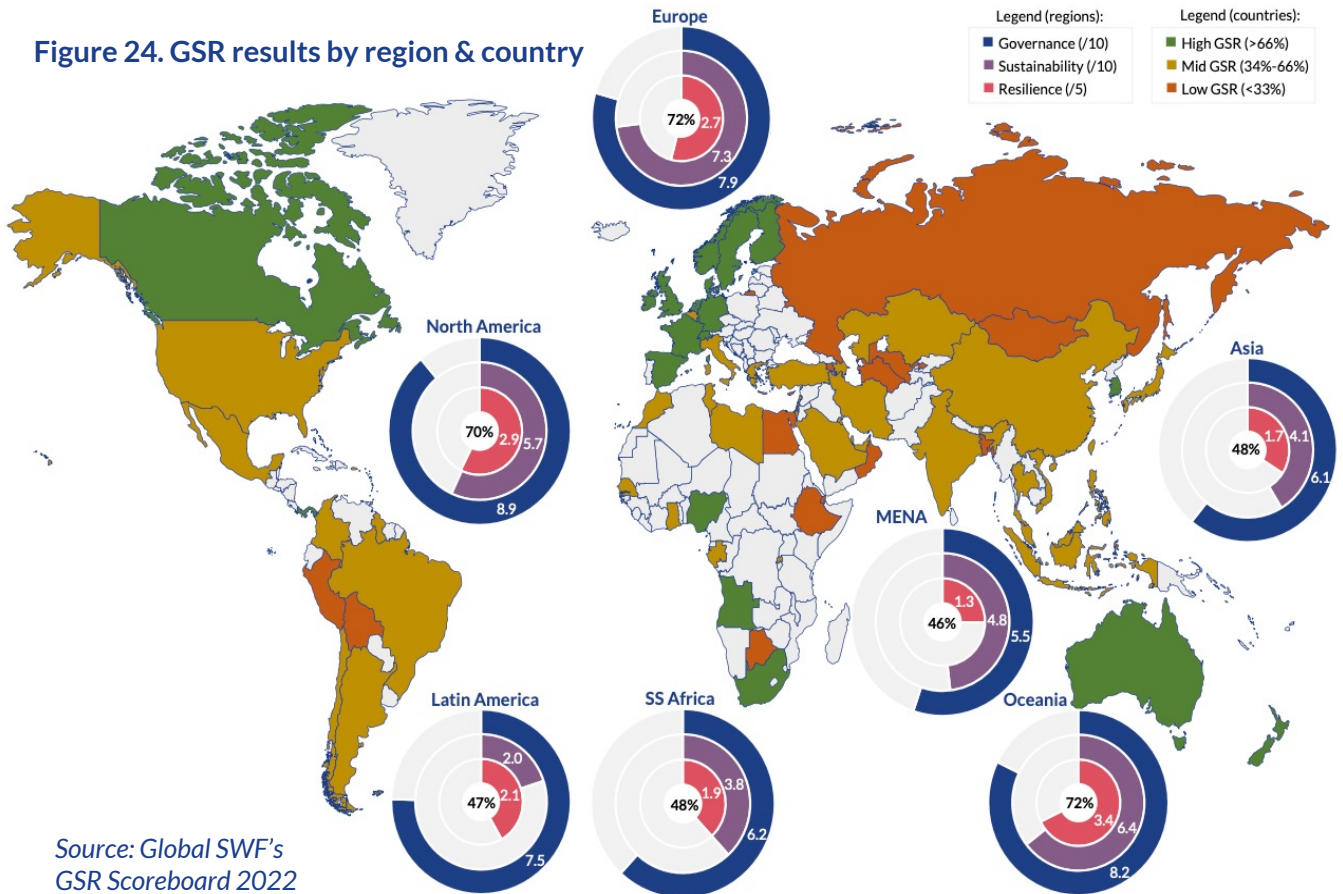 Figure 24. GSR results by region & country
Legend (regions):
Governance (/10)
Sustainability (/10)
Resilience (/5)
Legend (countries):
High GSR (>66%)
Mid GSR (34%-66%)
Low GSR (<33%)
Europe
72%
2.7
7.3
7.9
North America
70%
2.9
5.7
8.9
Asia
48%
1.7
4.1
6.1
MENA
46%
1.3
4.8
5.5
Latin America
47%
2.0
2.1
7.5
SS Africa
48%
1.9
3.8
6.2
Oceania
72%
3.4
6.4
8.2
Source: Global SWF's
GSR Scoreboard 2022